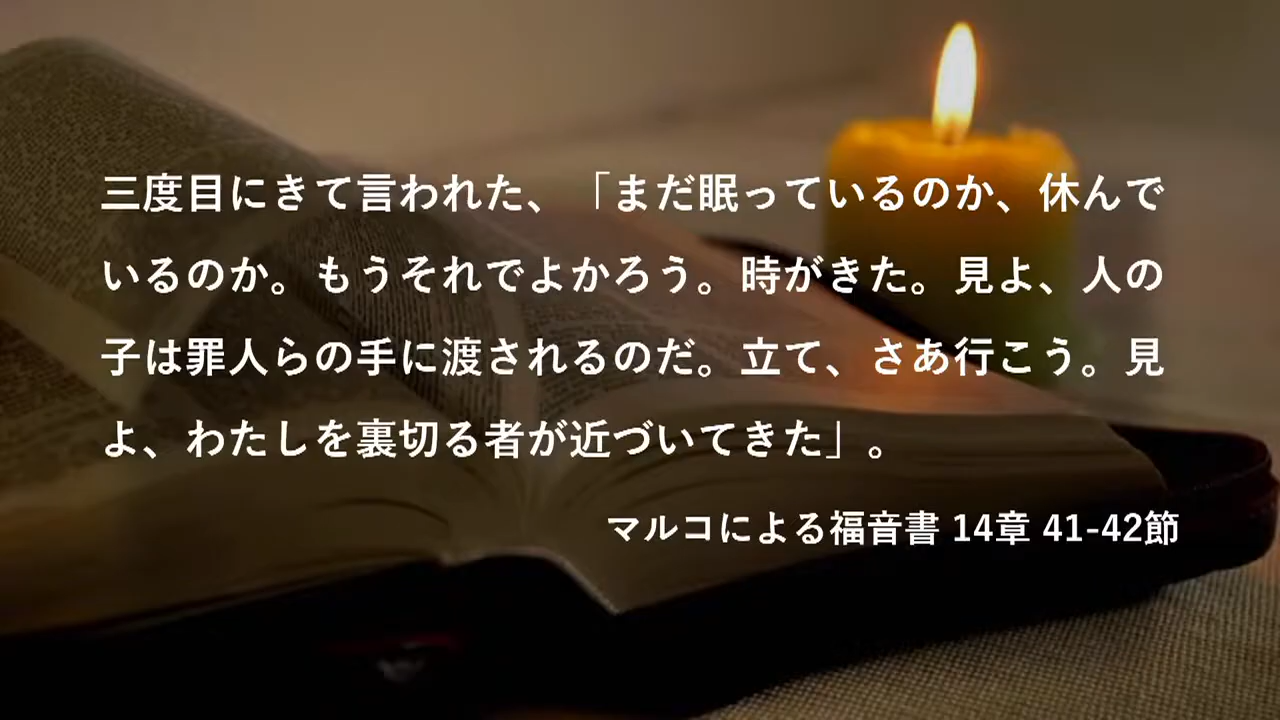 三度目にきて言われた、「まだ眠っているのか、休んで
いるのか。もうそれでよかろう。時がきた。見よ、人の
子は罪人らの手に渡されるのだ。立て、さあ行こう。見
よ、わたしを裏切る者が近づいてきた」。
マルコによる福音書 14章 41-42節